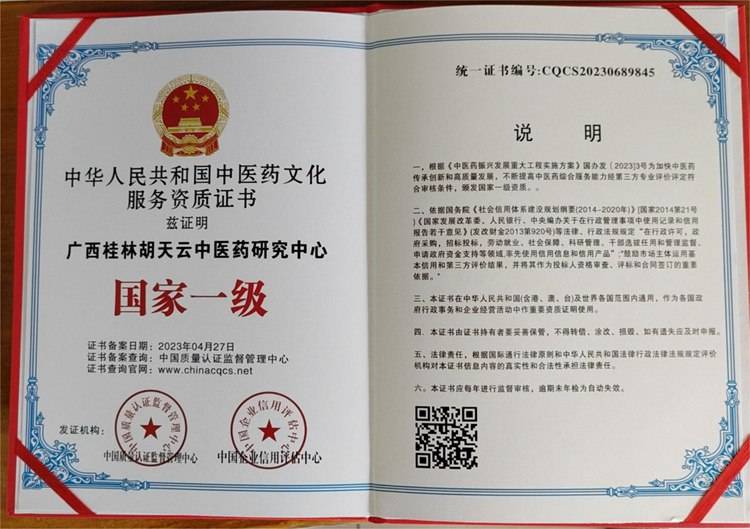 中华人民共和国中医药文化
服务资质证书
兹证明
广西桂林胡天云中医药研究中心
国家一级
证书备案日期：2023年04月27日
证书备案查询：中国质量认证监督管理中心
证书查询官网：www.chinacqcs.net
发证机构：
中国质量认证监督管理中心
中国质量认证监督管理中心
中国企业信用评估中心
中国企业信用评估中心
统一证书编号:CQCS20230689845
说 明
一，根据《中医药振兴发展重大工程实施方案》国办发〔2023〕3号为加快中医药
传承创新和高质量发展，不断提高中医药综合服务能力经第三方专业评价评定符
合审核条件，颁发国家一级资质。。
二、依据国务院《社会信用体系建设规划纲要(2014-2020年)》[国家2014第21号]
《国家发展改革委、人民银行、中央编办关于在行政管理事项中使用记录和信用
报告若干意见》(发改财金2013第920号)等法律、行政法规规定“在行政许可，政
府采购，招标投标，劳动就业、社会保障、科研管理、干部选拔任用和管理监督、
申请政府资金支持等领域,率先使用信用信息和信用产品”;“鼓励市场主体运用基
本信用和第三方评价结果，并将其作为投标人资格审查、评标和合同签订的重要
依据。”
三、本证书在中华人民共和国(含港、澳、台)及世界各国范围内通用，作为各国政
府行政事务和企业经营活动中作重要资质证明使用。
四、本证书由证书持有者要妥善保管，不得转借、涂改、损毁、如有遗失应及时申报。
五、法律责任，根据国际通行法律原则和中华人民共和国法律行政法规规定评价
机构对本证书信息内容的真实性和合法性承担法律责任。
六、本证书应每年进行监督审核，逾期未年检为自动失效。